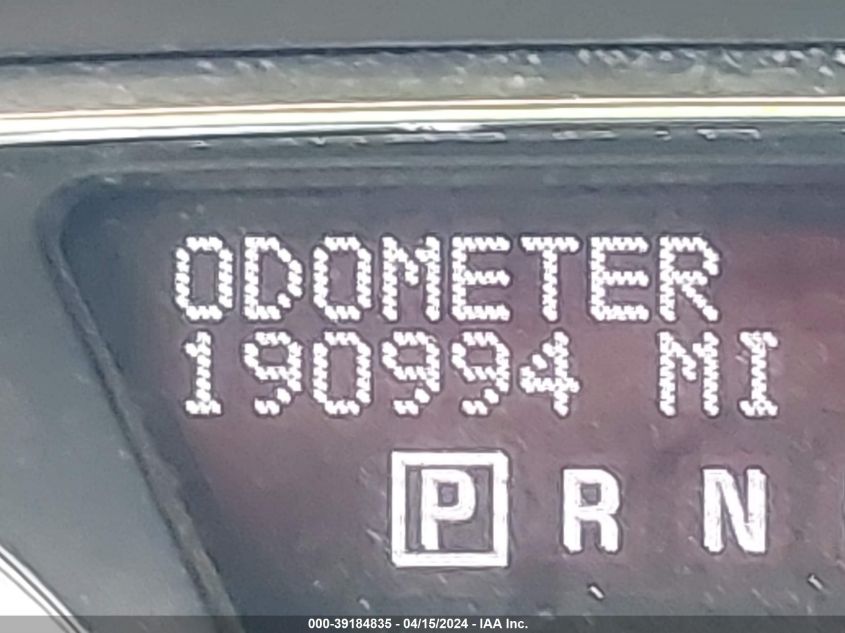 ODOMETER
190994 MI
P R N
000-39184835 - 04/15/2024 - IAA Inc.